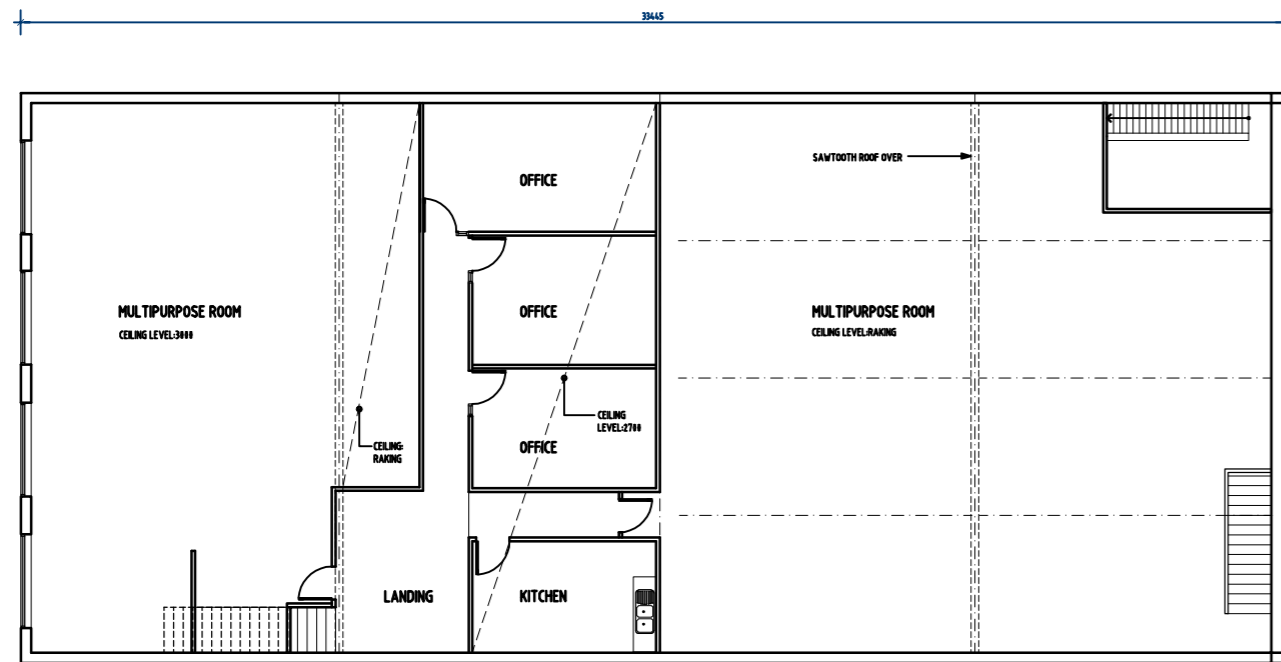 33445
SAWTOOTH ROOF OVER
OFFICE
MULTIPURPOSE ROOM
CEILING LEVEL:3000
OFFICE
MULTIPURPOSE ROOM
CEILING LEVEL:RAKING
CEILING
LEVEL:2700
CEILING:
RAKING
OFFICE
LANDING
KITCHEN